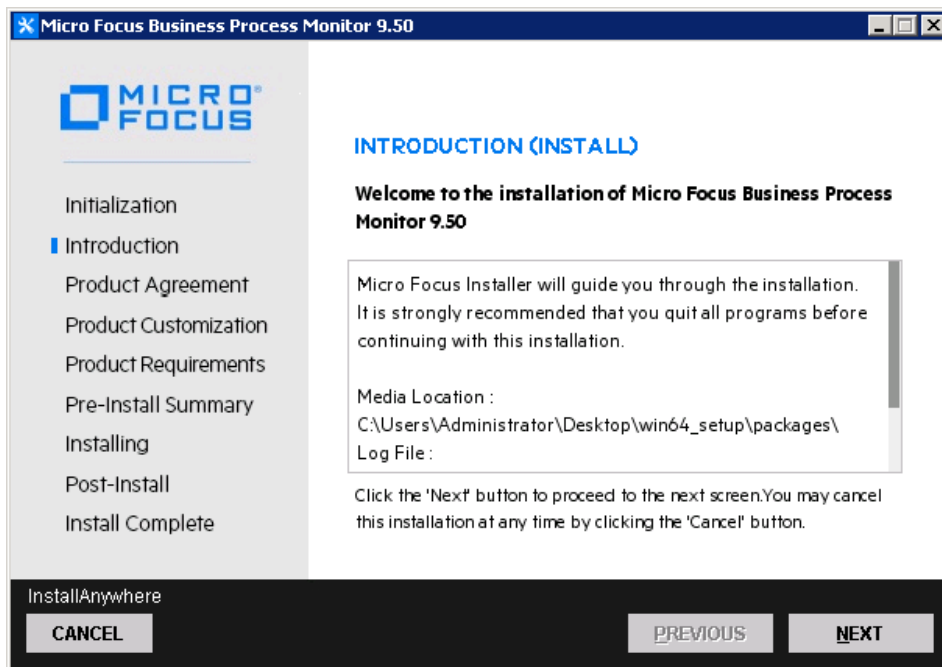 Micro Focus Business Process Monitor 9.50
MICRO
FOCUS
Initialization
Introduction
Product Agreement
Product Customization
Product Requirements
Pre-Install Summary
Installing
Post-Install
Install Complete
INTRODUCTION (INSTALL)
Welcome to the installation of Micro Focus Business Process
Monitor 9.50
Micro Focus Installer will guide you through the installation.
It is strongly recommended that you quit all programs before
continuing with this installation.
Media Location :
C:\Users\Administrator\Desktop\win64_setup\packages\
Log File :
Click the 'Next' button to proceed to the next screen.You may cancel
this installation at any time by clicking the 'Cancel' button.
InstallAnywhere
CANCEL
PREVIOUS
NEXT